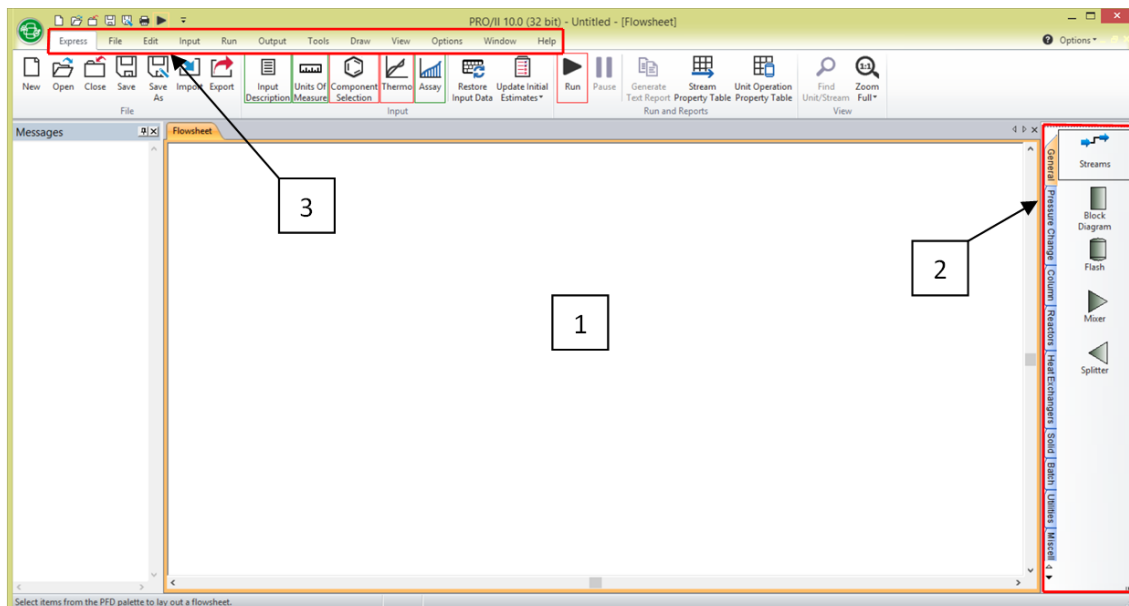 PRO/II 10.0 (32 bit) - Untitled - [Flowsheet]
Express File Edit Input Run Output Tools Draw View Options Window Help Options
New Open Close Save Save As Import Export
File
Input Description Units Of Measure Component Selection Thermo Assay Restore Input Data Update Initial Estimates
Input
Run Pause Generate Text Report Stream Property Table Unit Operation Property Table
Run and Reports
Find Unit/Stream Zoom Full
View
Messages
Flowsheet
1
2
3
General
Pressure Change
Column
Reactors
Heat Exchangers
Solid
Batch
Utilities
Miscell
Streams
Block
Diagram
Flash
Mixer
Splitter
Select items from the PFD palette to lay out a flowsheet.